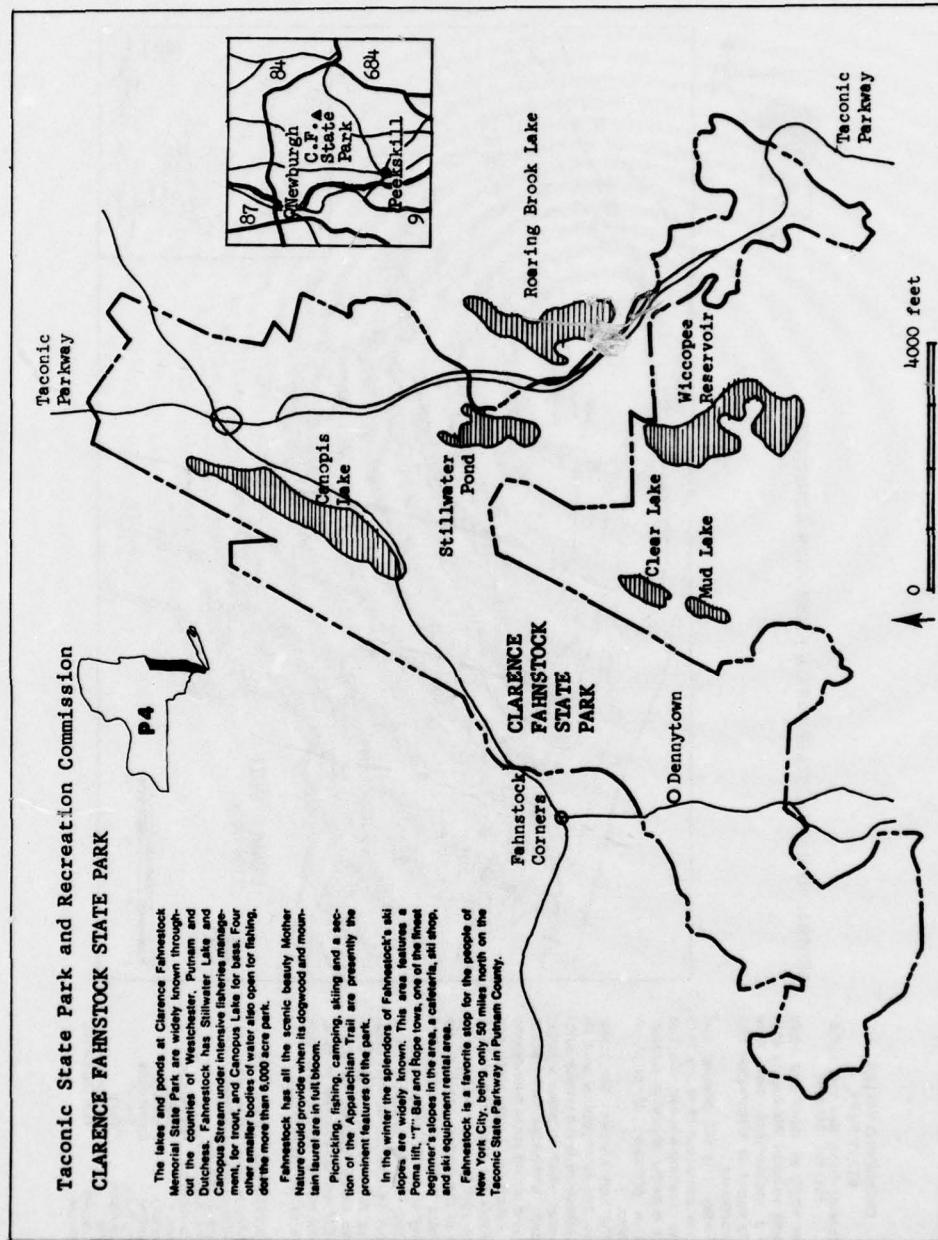 Taconic State Park and Recreation Commission
CLARENCE FAHNSTOCK STATE PARK
P4
The lakes and ponds at Clarence Fahnestock
Memorial State Park are widely known through-
out the counties of Westchester, Putnam and
Dutchess. Fahnestock has Stillwater Lake and
Canopus Stream under intensive fisheries manage-
ment, for trout, and Canopus Lake for bass. Four
other smaller bodies of water also open for fishing,
dot the more than 6,000 acre park.
Fahnestock has all the scenic beauty Mother
Nature could provide when its dogwood and moun-
tain laurel are in full bloom.
Picnicking, fishing, camping, skiing and a sec-
tion of the Appalachian Trail are presently the
prominent features of the park.
In the winter the splendors of Fahnestock's ski
slopes are widely known. This area features a
Poma lift, "T" Bar and Rope tows, one of the finest
beginner's slopes in the area, a cafeteria, ski shop,
and ski equipment rental area.
Fahnestock is a favorite stop for the people of
New York City, being only 50 miles north on the
Taconic State Parkway in Putnam County.
Taconic
Parkway
87
84
Newburgh
C.F.
State
Park
Peekskill
9
684
Canopis
Lake
Stillwater
Pond
Roaring Brook Lake
CLARENCE
FAHNSTOCK
STATE
PARK
Fahnstock
Corners
Dennytown
Clear Lake
Mud Lake
Wiccopee
Reservoir
Taconic
Parkway
0
4000 feet